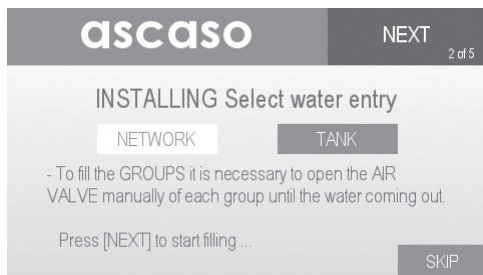 ascaso
NEXT
2 of 5
INSTALLING Select water entry
NETWORK
TANK
- To fill the GROUPS it is necessary to open the AIR
VALVE manually of each group until the water coming out.
Press [NEXT] to start filling ...
SKIP